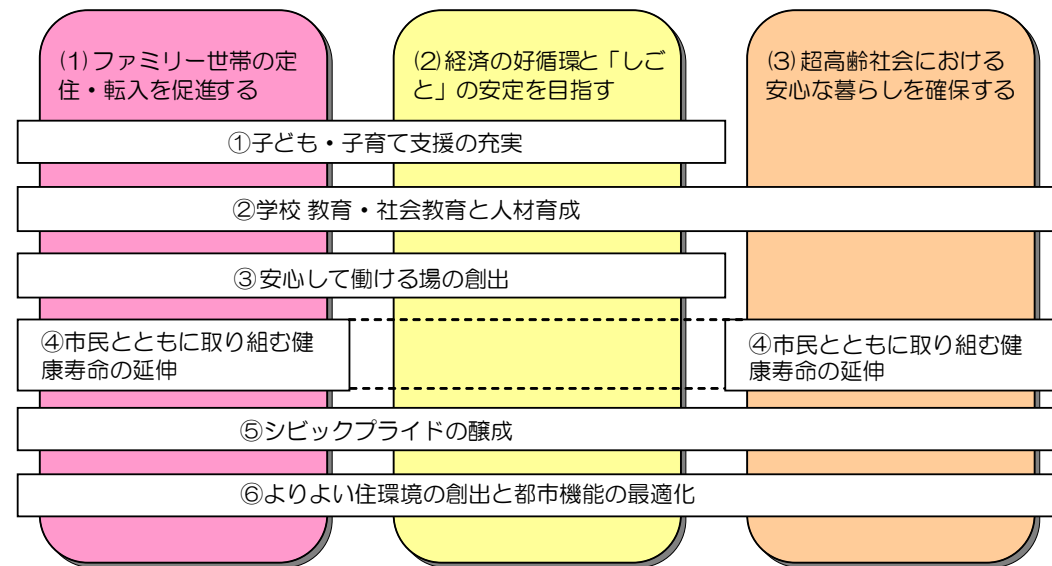 (1)ファミリー世帯の定
住・転入を促進する
(2)経済の好循環と「しご
と」の安定を目指す
(3)超高齢社会における
安心な暮らしを確保する
①子ども・子育て支援の充実
②学校 教育・社会教育と人材育成
③安心して働ける場の創出
④市民とともに取り組む健
康寿命の延伸
④市民とともに取り組む健
康寿命の延伸
⑤シビックプライドの醸成
⑥よりよい住環境の創出と都市機能の最適化